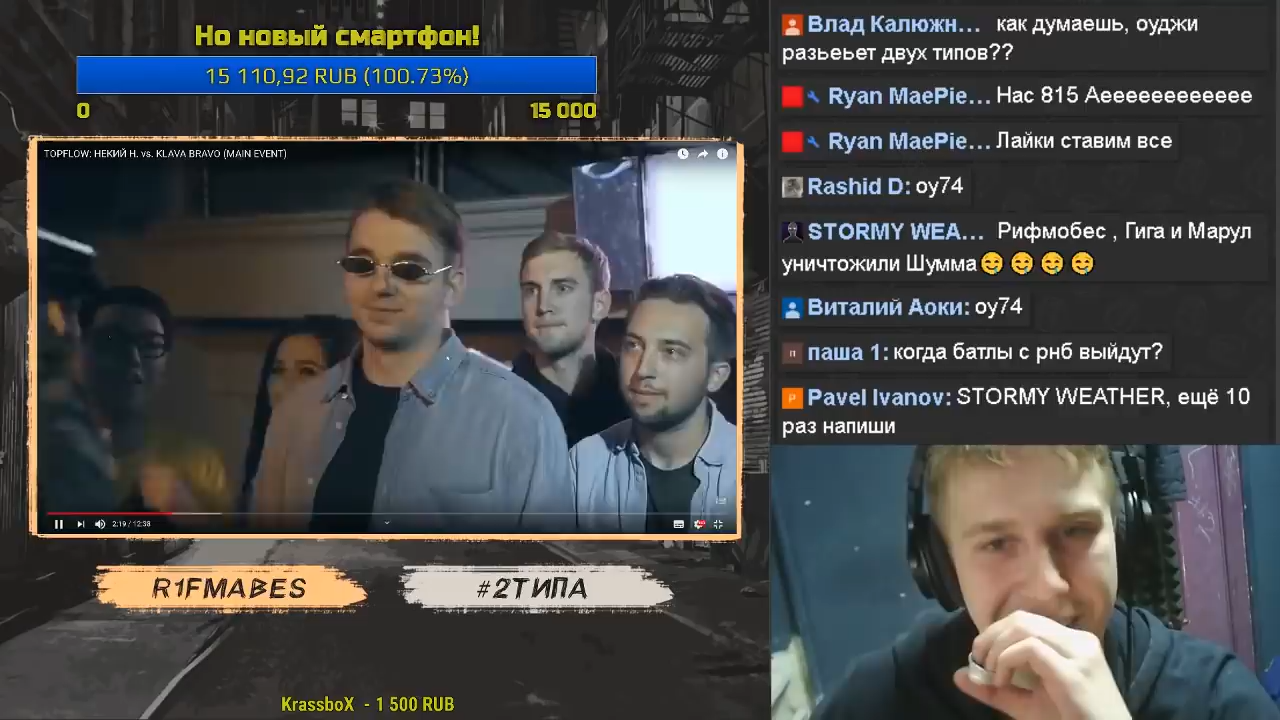 Но новый смартфон!
15 110,92 RUB (100.73%)
0
15 000
TOPFLOW: НЕКИЙ Н. vs. KLAVA BRAVO (MAIN EVENT)
2:19 / 12:38
R1FMABES
#2ТИПА
KrassboX - 1 500 RUB
Влад Калюжн… как думаешь, оуджи
разьеьет двух типов??
Ryan MaePie… Нас 815 Аееееееееееее
Ryan MaePie… Лайки ставим все
Rashid D: оу74
STORMY WEA… Рифмобес , Гига и Марул
уничтожили Шумма
Виталий Аоки: оу74
п паша 1: когда батлы с рнб выйдут?
P Pavel Ivanov: STORMY WEATHER, ещё 10
раз напиши